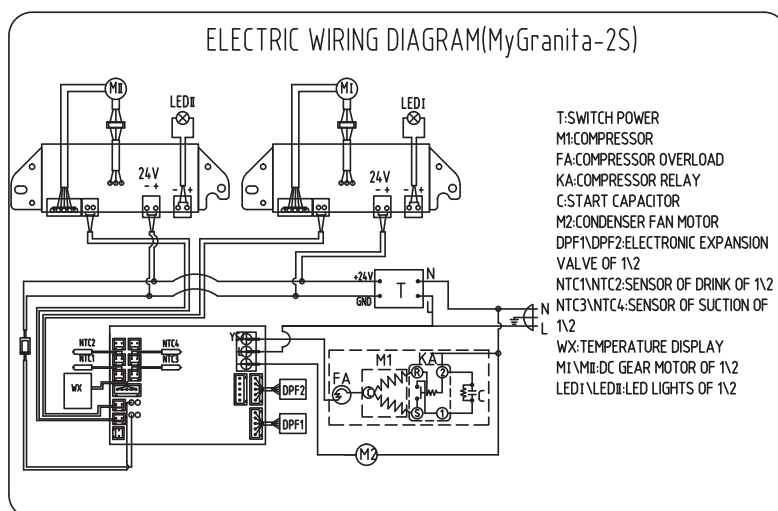 ELECTRIC WIRING DIAGRAM(MyGranita-2S)
MⅡ
LEDⅡ
MⅠ
LEDⅠ
24V
- +
- +
24V
- +
- +
T:SWITCH POWER
M1:COMPRESSOR
FA:COMPRESSOR OVERLOAD
KA:COMPRESSOR RELAY
C:START CAPACITOR
M2:CONDENSER FAN MOTOR
DPF1\DPF2:ELECTRONIC EXPANSION
VALVE OF 1\2
NTC1\NTC2:SENSOR OF DRINK OF 1\2
NTC3\NTC4:SENSOR OF SUCTION OF
1\2
WX:TEMPERATURE DISPLAY
MⅠ\MⅡ:DC GEAR MOTOR OF 1\2
LEDⅠ\LEDⅡ:LED LIGHTS OF 1\2
+24V
GND
T
N
L
N
L
NTC2
NTC4
NTC1
NTC3
WX
YS
L
DPF2
DPF1
M1
KA
FA
C
R
2
S
1
C
M2